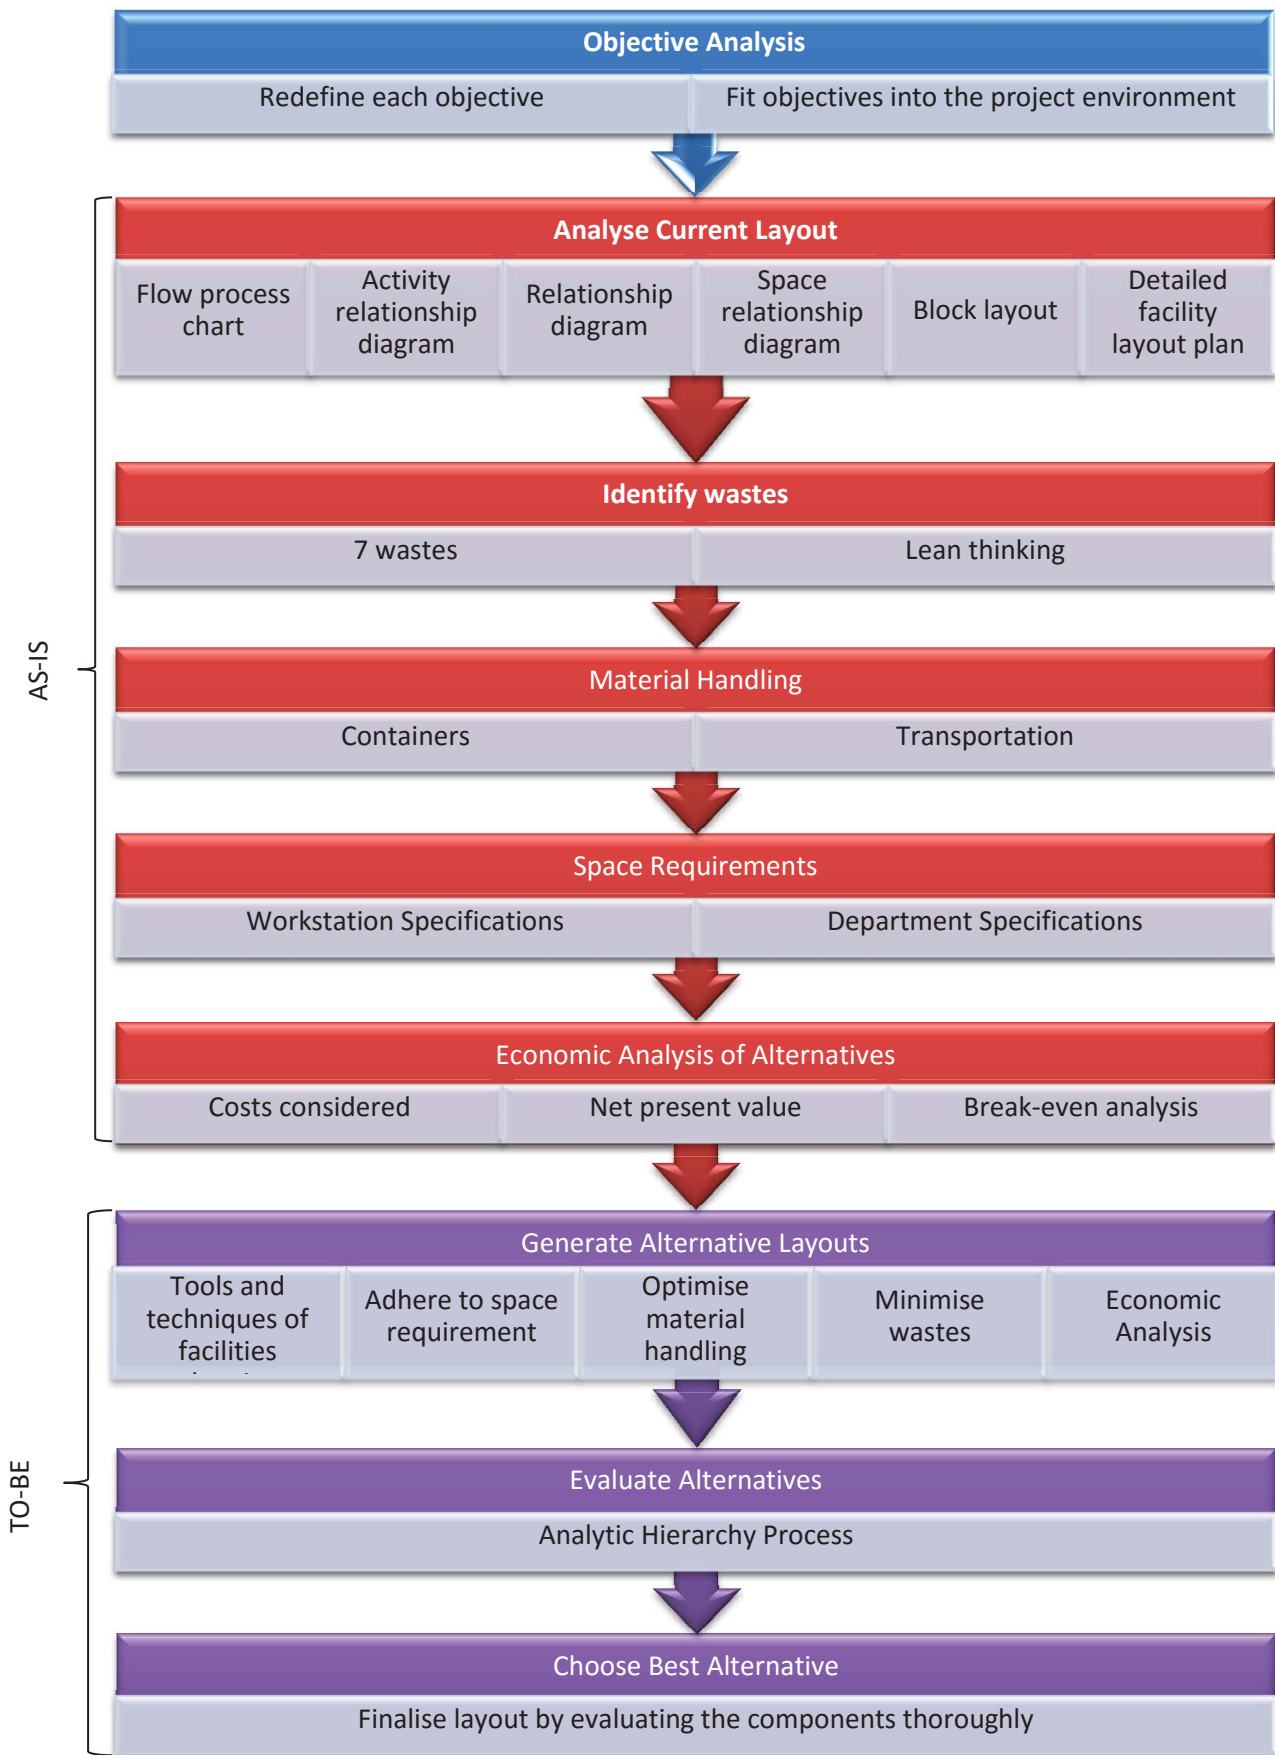 Objective Analysis
Redefine each objective
Fit objectives into the project environment
AS-IS
Analyse Current Layout
Flow process
chart
Activity
relationship
diagram
Relationship
diagram
Space
relationship
diagram
Block layout
Detailed
facility
layout plan
Identify wastes
7 wastes
Lean thinking
Material Handling
Containers
Transportation
Space Requirements
Workstation Specifications
Department Specifications
Economic Analysis of Alternatives
Costs considered
Net present value
Break-even analysis
TO-BE
Generate Alternative Layouts
Tools and
techniques of
facilities
Adhere to space
requirement
Optimise
material
handling
Minimise
wastes
Economic
Analysis
Evaluate Alternatives
Analytic Hierarchy Process
Choose Best Alternative
Finalise layout by evaluating the components thoroughly